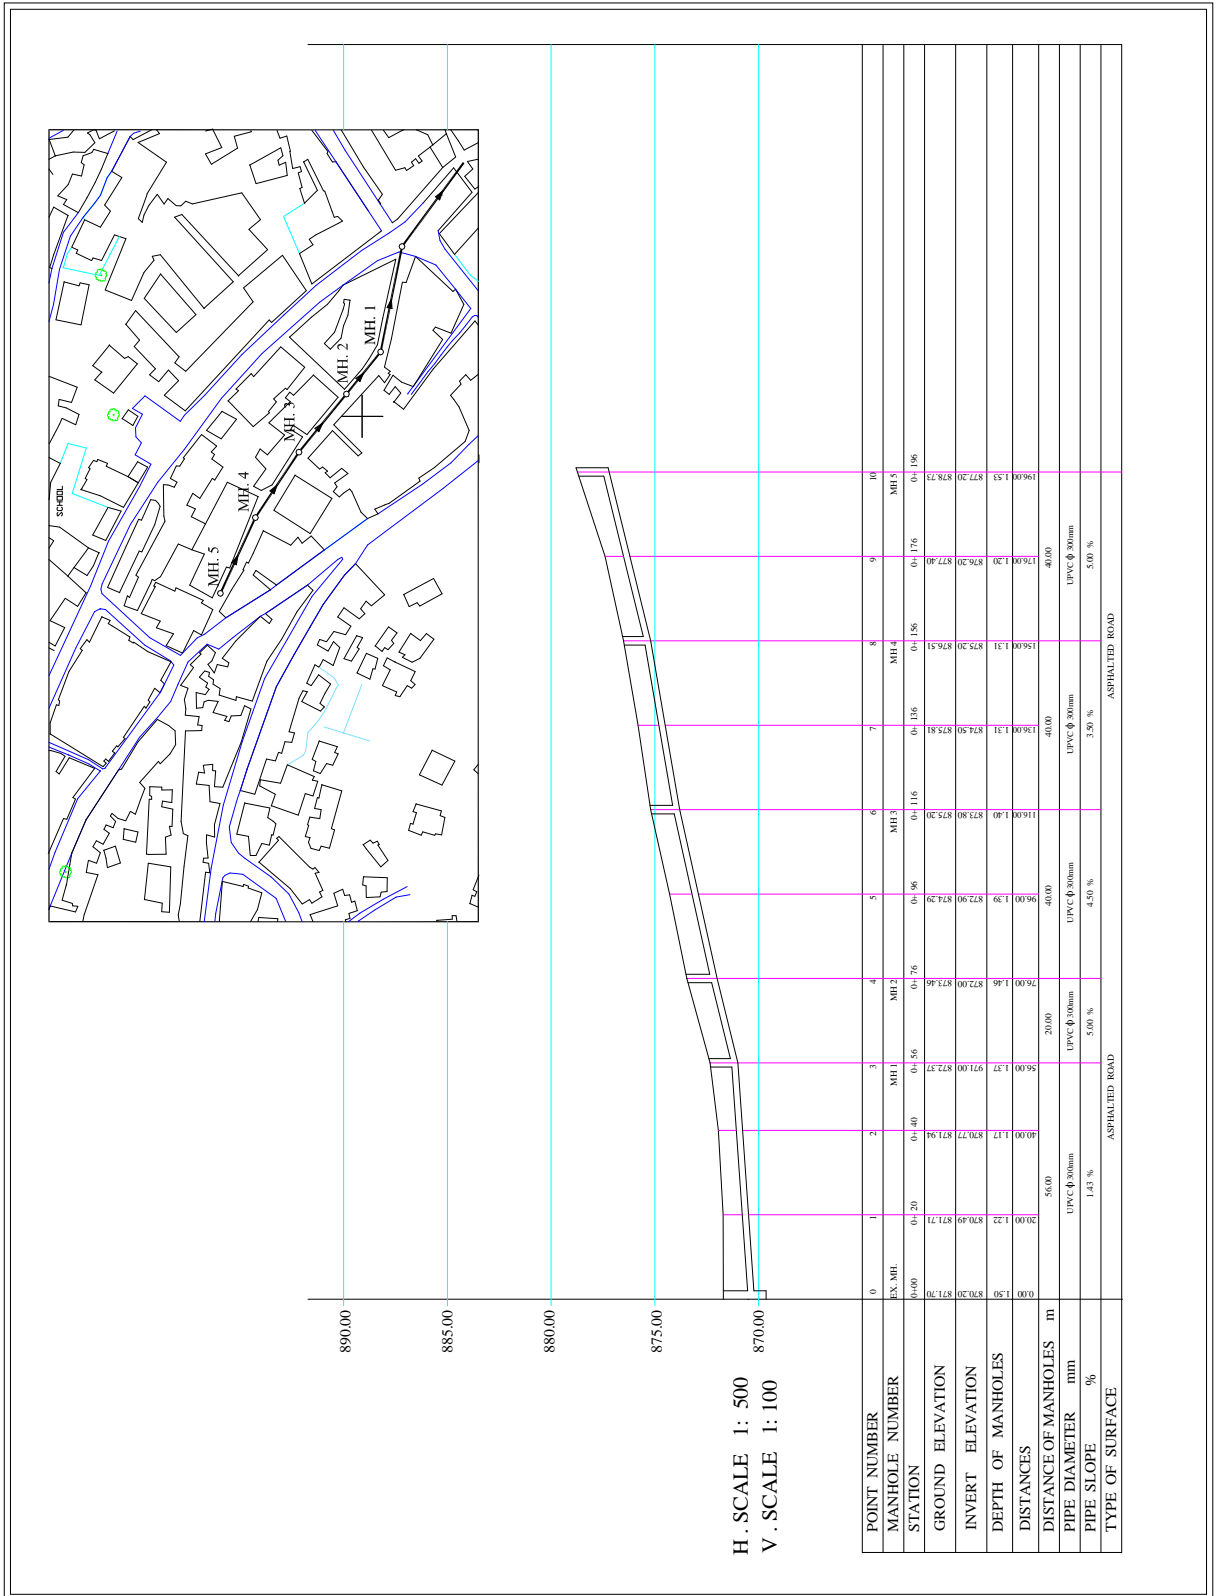 SCHOOL
MH. 5
MH. 4
MH. 3
MH. 2
MH. 1
890.00
885.00
880.00
875.00
870.00
H . SCALE 1: 500
V . SCALE 1: 100
POINT NUMBER 0 1 2 3 4 5 6 7 8 9 10
MANHOLE NUMBER EX. MH. MH 1 MH 2 MH 3 MH 4 MH 5
STATION 0+00 0+ 20 0+ 40 0+ 56 0+ 76 0+ 96 0+ 116 0+ 136 0+ 156 0+ 176 0+ 196
GROUND ELEVATION 871.70 871.71 871.94 872.37 873.46 874.29 875.20 875.81 876.51 877.40 878.73
INVERT ELEVATION 870.20 870.49 870.77 971.00 872.00 872.90 873.80 874.50 875.20 876.20 877.20
DEPTH OF MANHOLES 1.50 1.22 1.17 1.37 1.46 1.39 1.40 1.31 1.31 1.20 1.53
DISTANCES 0.00 20.00 40.00 56.00 76.00 96.00 116.00 136.00 156.00 176.00 196.00
DISTANCE OF MANHOLES m 56.00 20.00 40.00 40.00 40.00
PIPE DIAMETER mm UPVC ф 300mm UPVC ф 300mm UPVC ф 300mm UPVC ф 300mm UPVC ф 300mm
PIPE SLOPE % 1.43 % 5.00 % 4.50 % 3.50 % 5.00 %
TYPE OF SURFACE ASPHALTED ROAD ASPHALTED ROAD